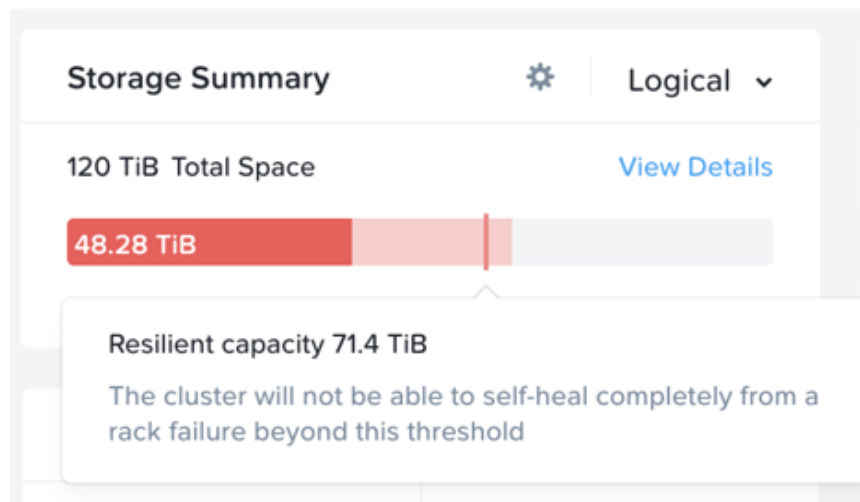 Storage Summary
Logical
120 TiB Total Space
View Details
48.28 TiB
Resilient capacity 71.4 TiB
The cluster will not be able to self-heal completely from a
rack failure beyond this threshold